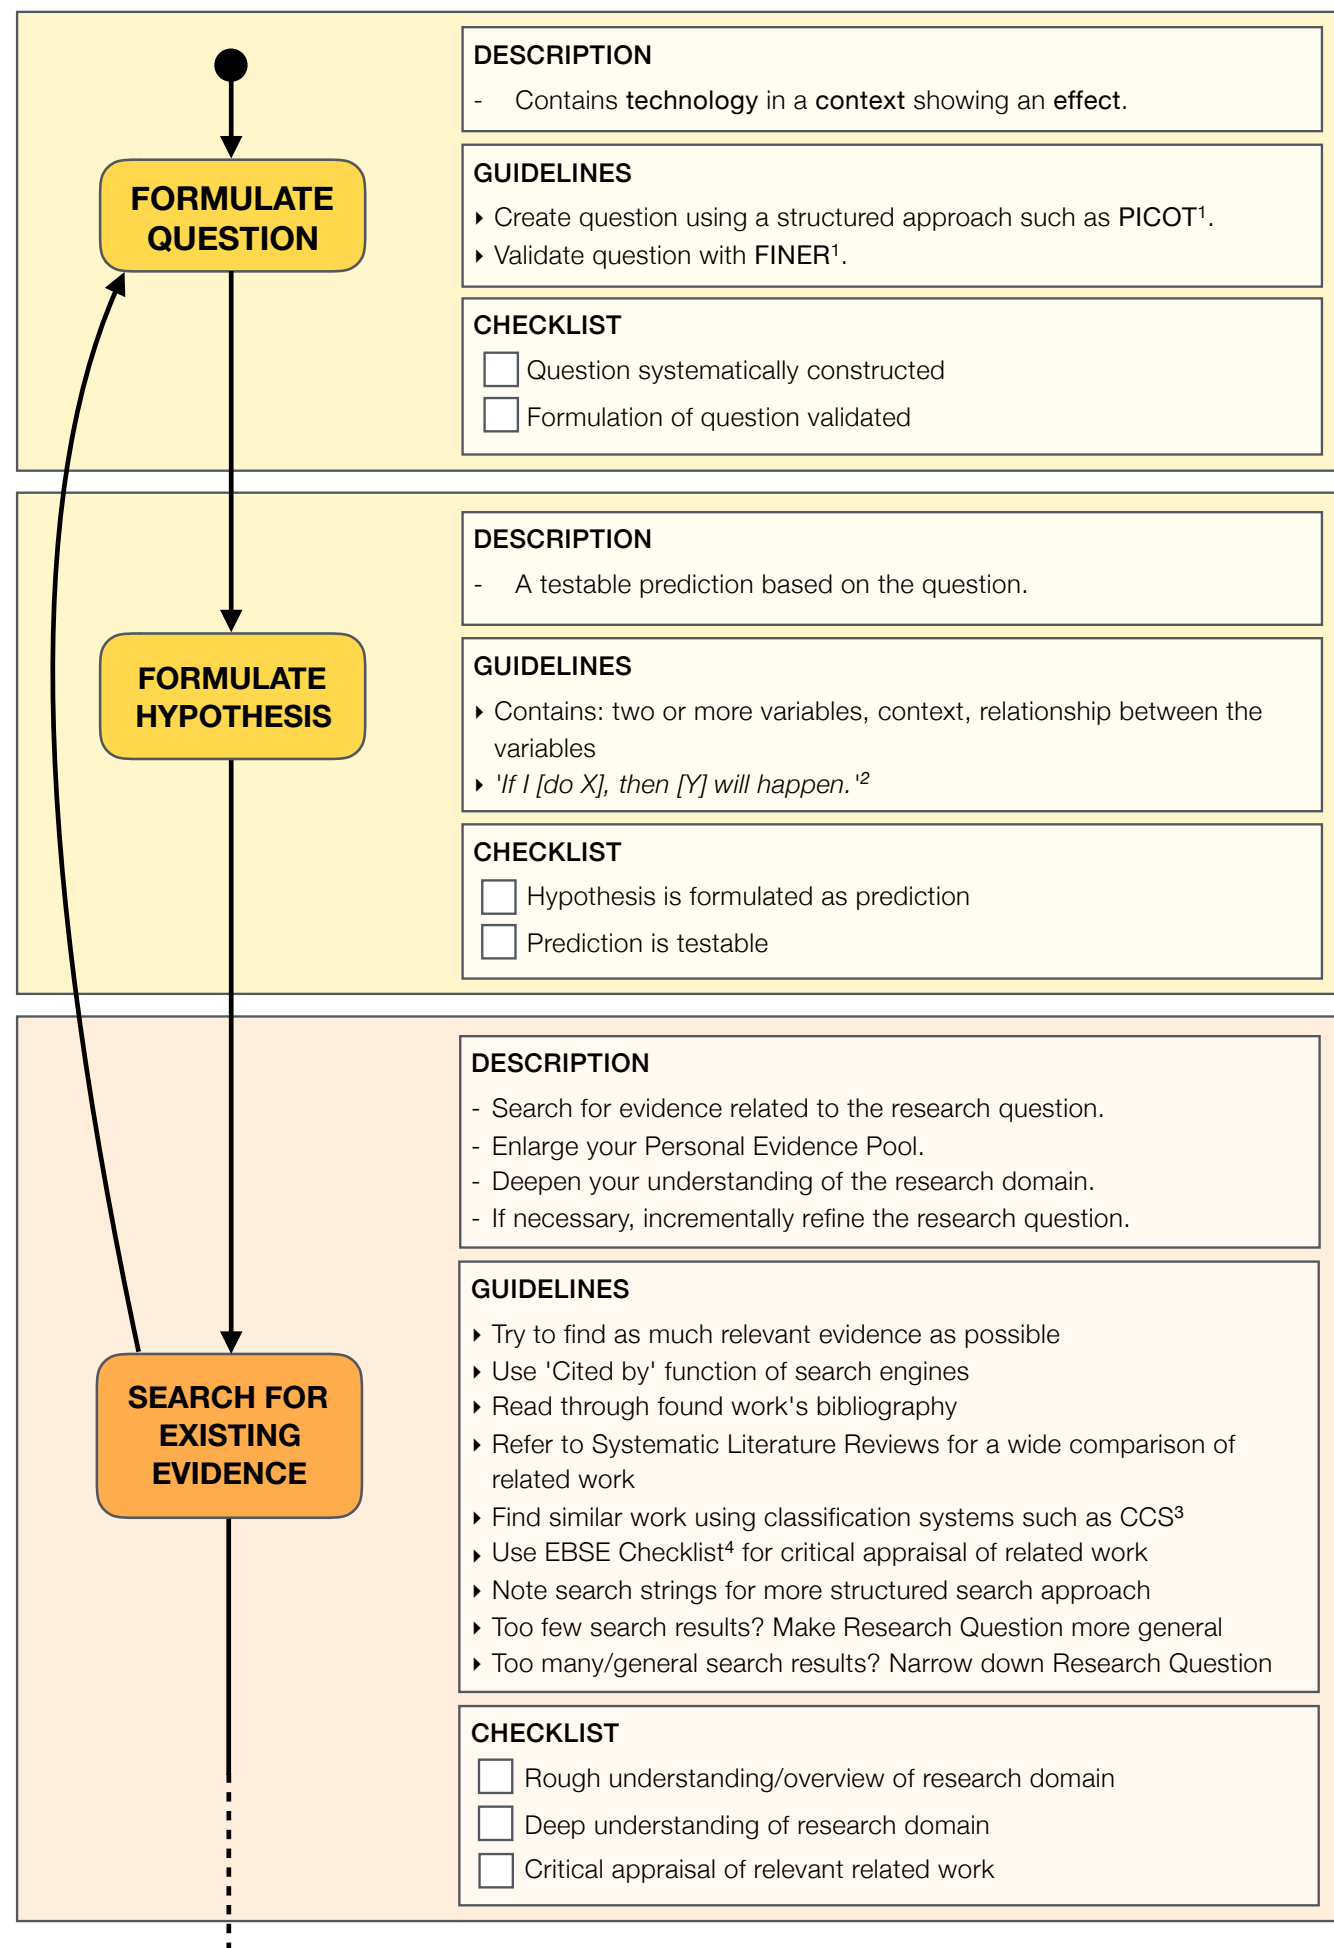 FORMULATE
QUESTION
DESCRIPTION
- Contains technology in a context showing an effect.
GUIDELINES
‣ Create question using a structured approach such as PICOT¹.
‣ Validate question with FINER¹.
CHECKLIST
Question systematically constructed
Formulation of question validated
FORMULATE
HYPOTHESIS
DESCRIPTION
- A testable prediction based on the question.
GUIDELINES
‣ Contains: two or more variables, context, relationship between the
variables
‣ 'If I [do X], then [Y] will happen.'²
CHECKLIST
Hypothesis is formulated as prediction
Prediction is testable
SEARCH FOR
EXISTING
EVIDENCE
DESCRIPTION
- Search for evidence related to the research question.
- Enlarge your Personal Evidence Pool.
- Deepen your understanding of the research domain.
- If necessary, incrementally refine the research question.
GUIDELINES
‣ Try to find as much relevant evidence as possible
‣ Use 'Cited by' function of search engines
‣ Read through found work's bibliography
‣ Refer to Systematic Literature Reviews for a wide comparison of
related work
‣ Find similar work using classification systems such as CCS³
‣ Use EBSE Checklist⁴ for critical appraisal of related work
‣ Note search strings for more structured search approach
‣ Too few search results? Make Research Question more general
‣ Too many/general search results? Narrow down Research Question
CHECKLIST
Rough understanding/overview of research domain
Deep understanding of research domain
Critical appraisal of relevant related work